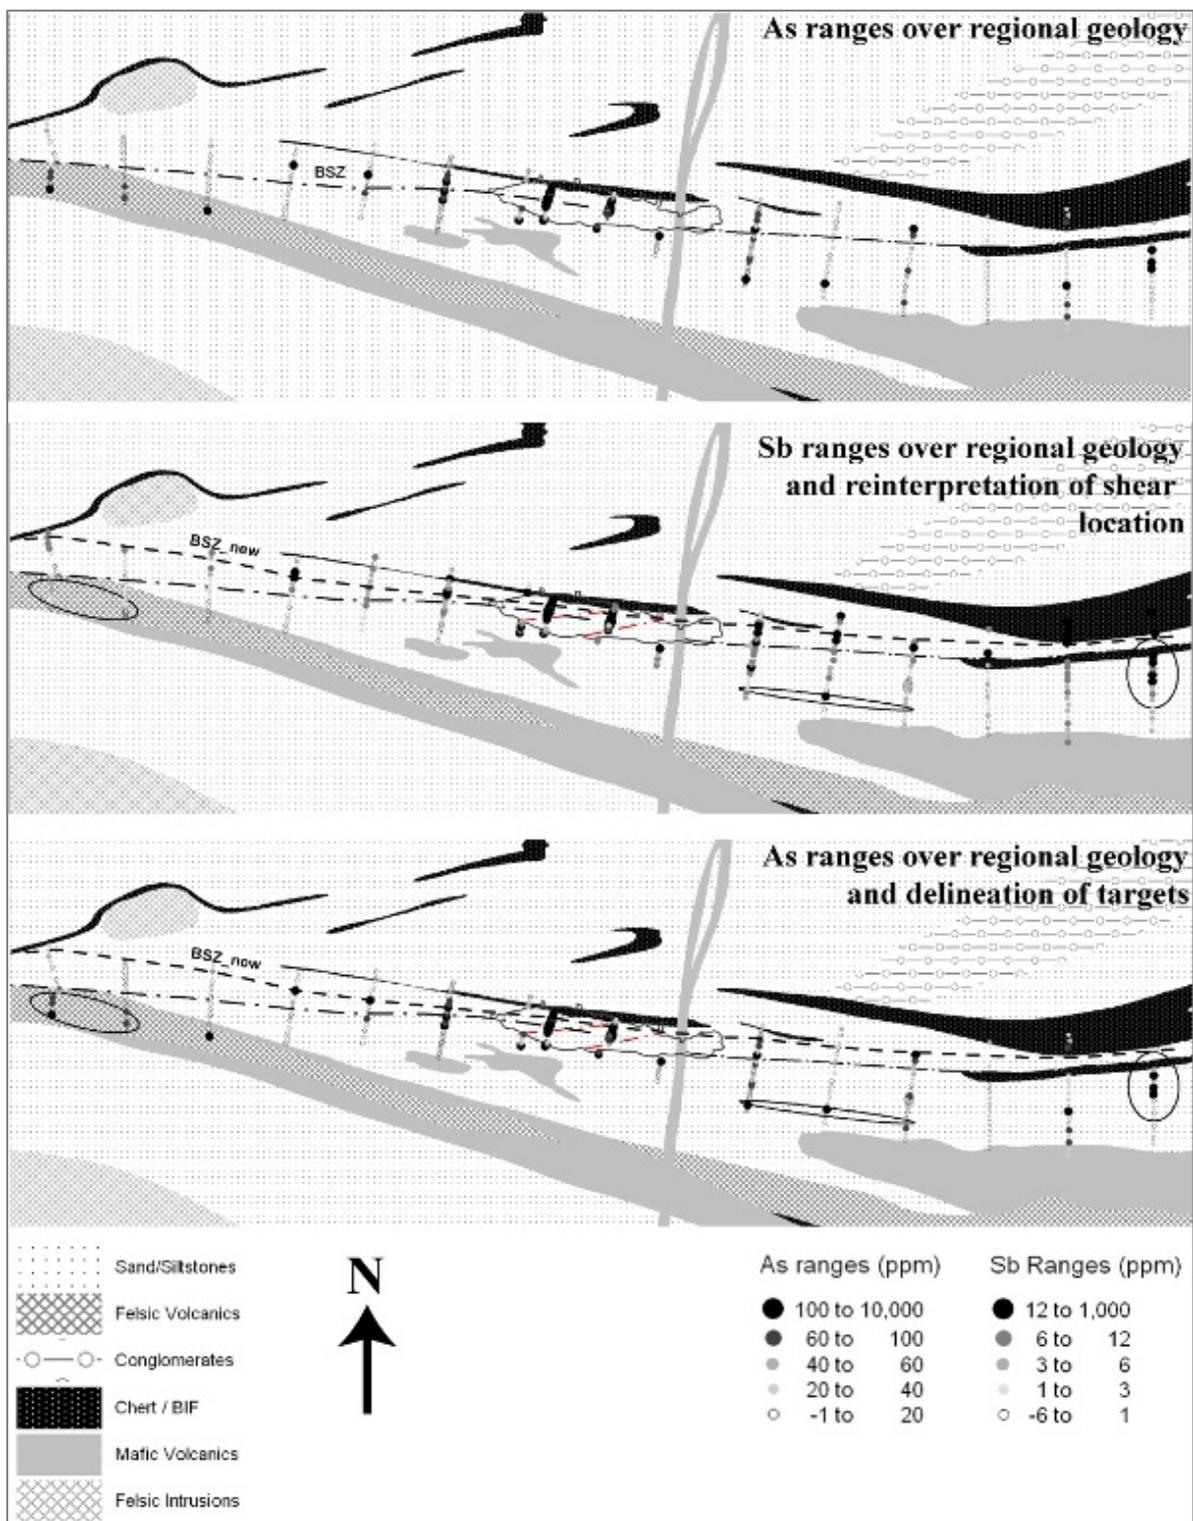 As ranges over regional geology
BSZ
Sb ranges over regional geology
and reinterpretation of shear
location
BSZ_new
As ranges over regional geology
and delineation of targets
BSZ_new
Sand/Siltstones
Felsic Volcanics
Conglomerates
Chert / BIF
Mafic Volcanics
Felsic Intrusions
N
As ranges (ppm)
100 to 10,000
60 to 100
40 to 60
20 to 40
-1 to 20
Sb Ranges (ppm)
12 to 1,000
6 to 12
3 to 6
1 to 3
-6 to 1